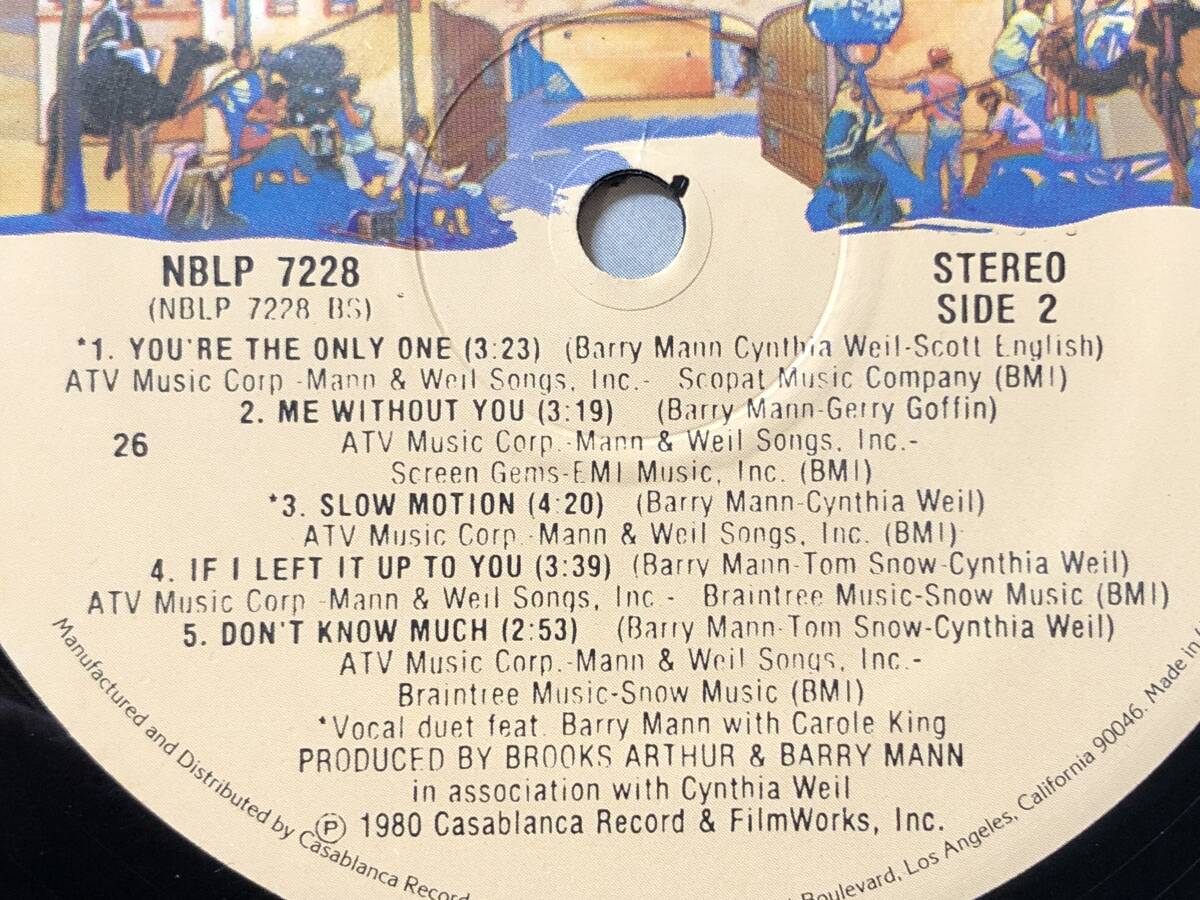 NBLP 7228
(NBLP 7228 BS)
STEREO
SIDE 2
*1. YOU'RE THE ONLY ONE (3:23) (Barry Mann Cynthia Weil-Scott English)
ATV Music Corp.-Mann & Weil Songs, Inc.- Scopat Music Company (BMI)
2. ME WITHOUT YOU (3:19) (Barry Mann-Gerry Goffin)
26
ATV Music Corp.-Mann & Weil Songs, Inc.-
Screen Gems-EMI Music, Inc. (BMI)
*3. SLOW MOTION (4:20) (Barry Mann-Cynthia Weil)
ATV Music Corp.-Mann & Weil Songs, Inc. (BMI)
4. IF I LEFT IT UP TO YOU (3:39) (Barry Mann-Tom Snow-Cynthia Weil)
ATV Music Corp.-Mann & Weil Songs, Inc.- Braintree Music-Snow Music (BMI)
5. DON'T KNOW MUCH (2:53) (Barry Mann-Tom Snow-Cynthia Weil)
ATV Music Corp.-Mann & Weil Songs, Inc.-
Braintree Music-Snow Music (BMI)
*Vocal duet feat. Barry Mann with Carole King
PRODUCED BY BROOKS ARTHUR & BARRY MANN
in association with Cynthia Weil
℗ 1980 Casablanca Record & FilmWorks, Inc.
Manufactured and Distributed by Casablanca Record
Boulevard, Los Angeles, California 90046. Made in